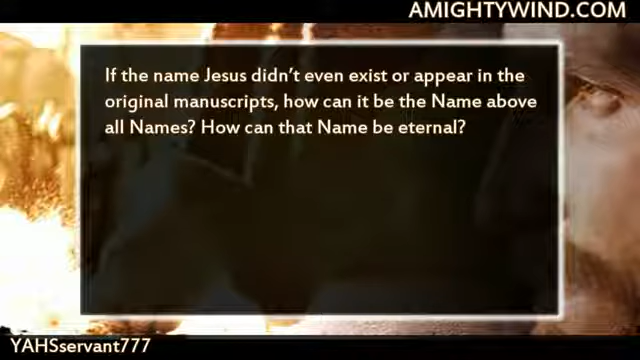 AMIGHTYWIND.COM
If the name Jesus didn't even exist or appear in the
original manuscripts, how can it be the Name above
all Names? How can that Name be eternal?
YAHSservant777